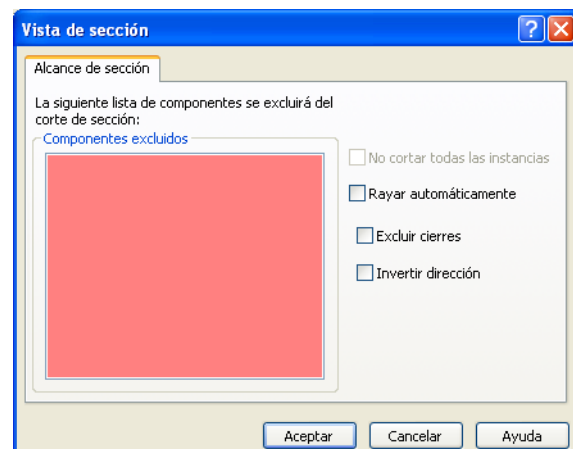 Vista de sección
Alcance de sección
La siguiente lista de componentes se excluirá del
corte de sección:
Componentes excluidos
No cortar todas las instancias
Rayar automáticamente
Excluir cierres
Invertir dirección
Aceptar
Cancelar
Ayuda